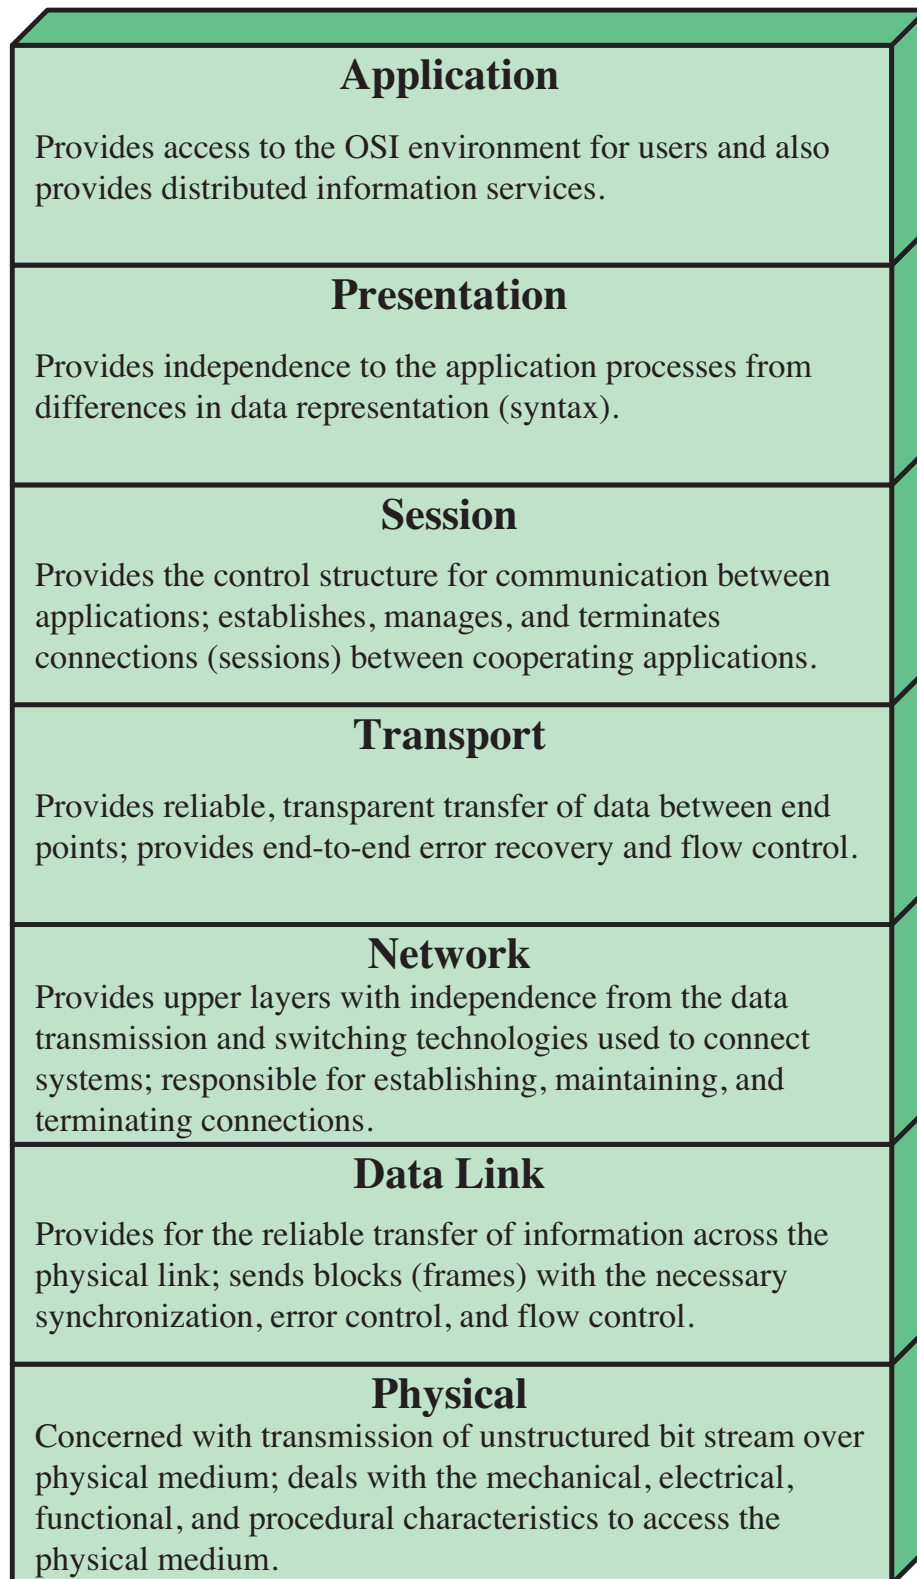 Application
Provides access to the OSI environment for users and also
provides distributed information services.
Presentation
Provides independence to the application processes from
differences in data representation (syntax).
Session
Provides the control structure for communication between
applications; establishes, manages, and terminates
connections (sessions) between cooperating applications.
Transport
Provides reliable, transparent transfer of data between end
points; provides end-to-end error recovery and flow control.
Network
Provides upper layers with independence from the data
transmission and switching technologies used to connect
systems; responsible for establishing, maintaining, and
terminating connections.
Data Link
Provides for the reliable transfer of information across the
physical link; sends blocks (frames) with the necessary
synchronization, error control, and flow control.
Physical
Concerned with transmission of unstructured bit stream over
physical medium; deals with the mechanical, electrical,
functional, and procedural characteristics to access the
physical medium.